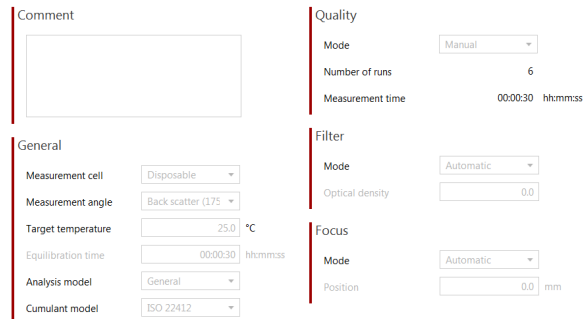 Comment
General
Measurement cell Disposable
Measurement angle Back scatter (175
Target temperature 25.0 °C
Equilibration time 00:00:30 hh:mm:ss
Analysis model General
Cumulant model ISO 22412
Quality
Mode Manual
Number of runs 6
Measurement time 00:00:30 hh:mm:ss
Filter
Mode Automatic
Optical density 0.0
Focus
Mode Automatic
Position 0.0 mm